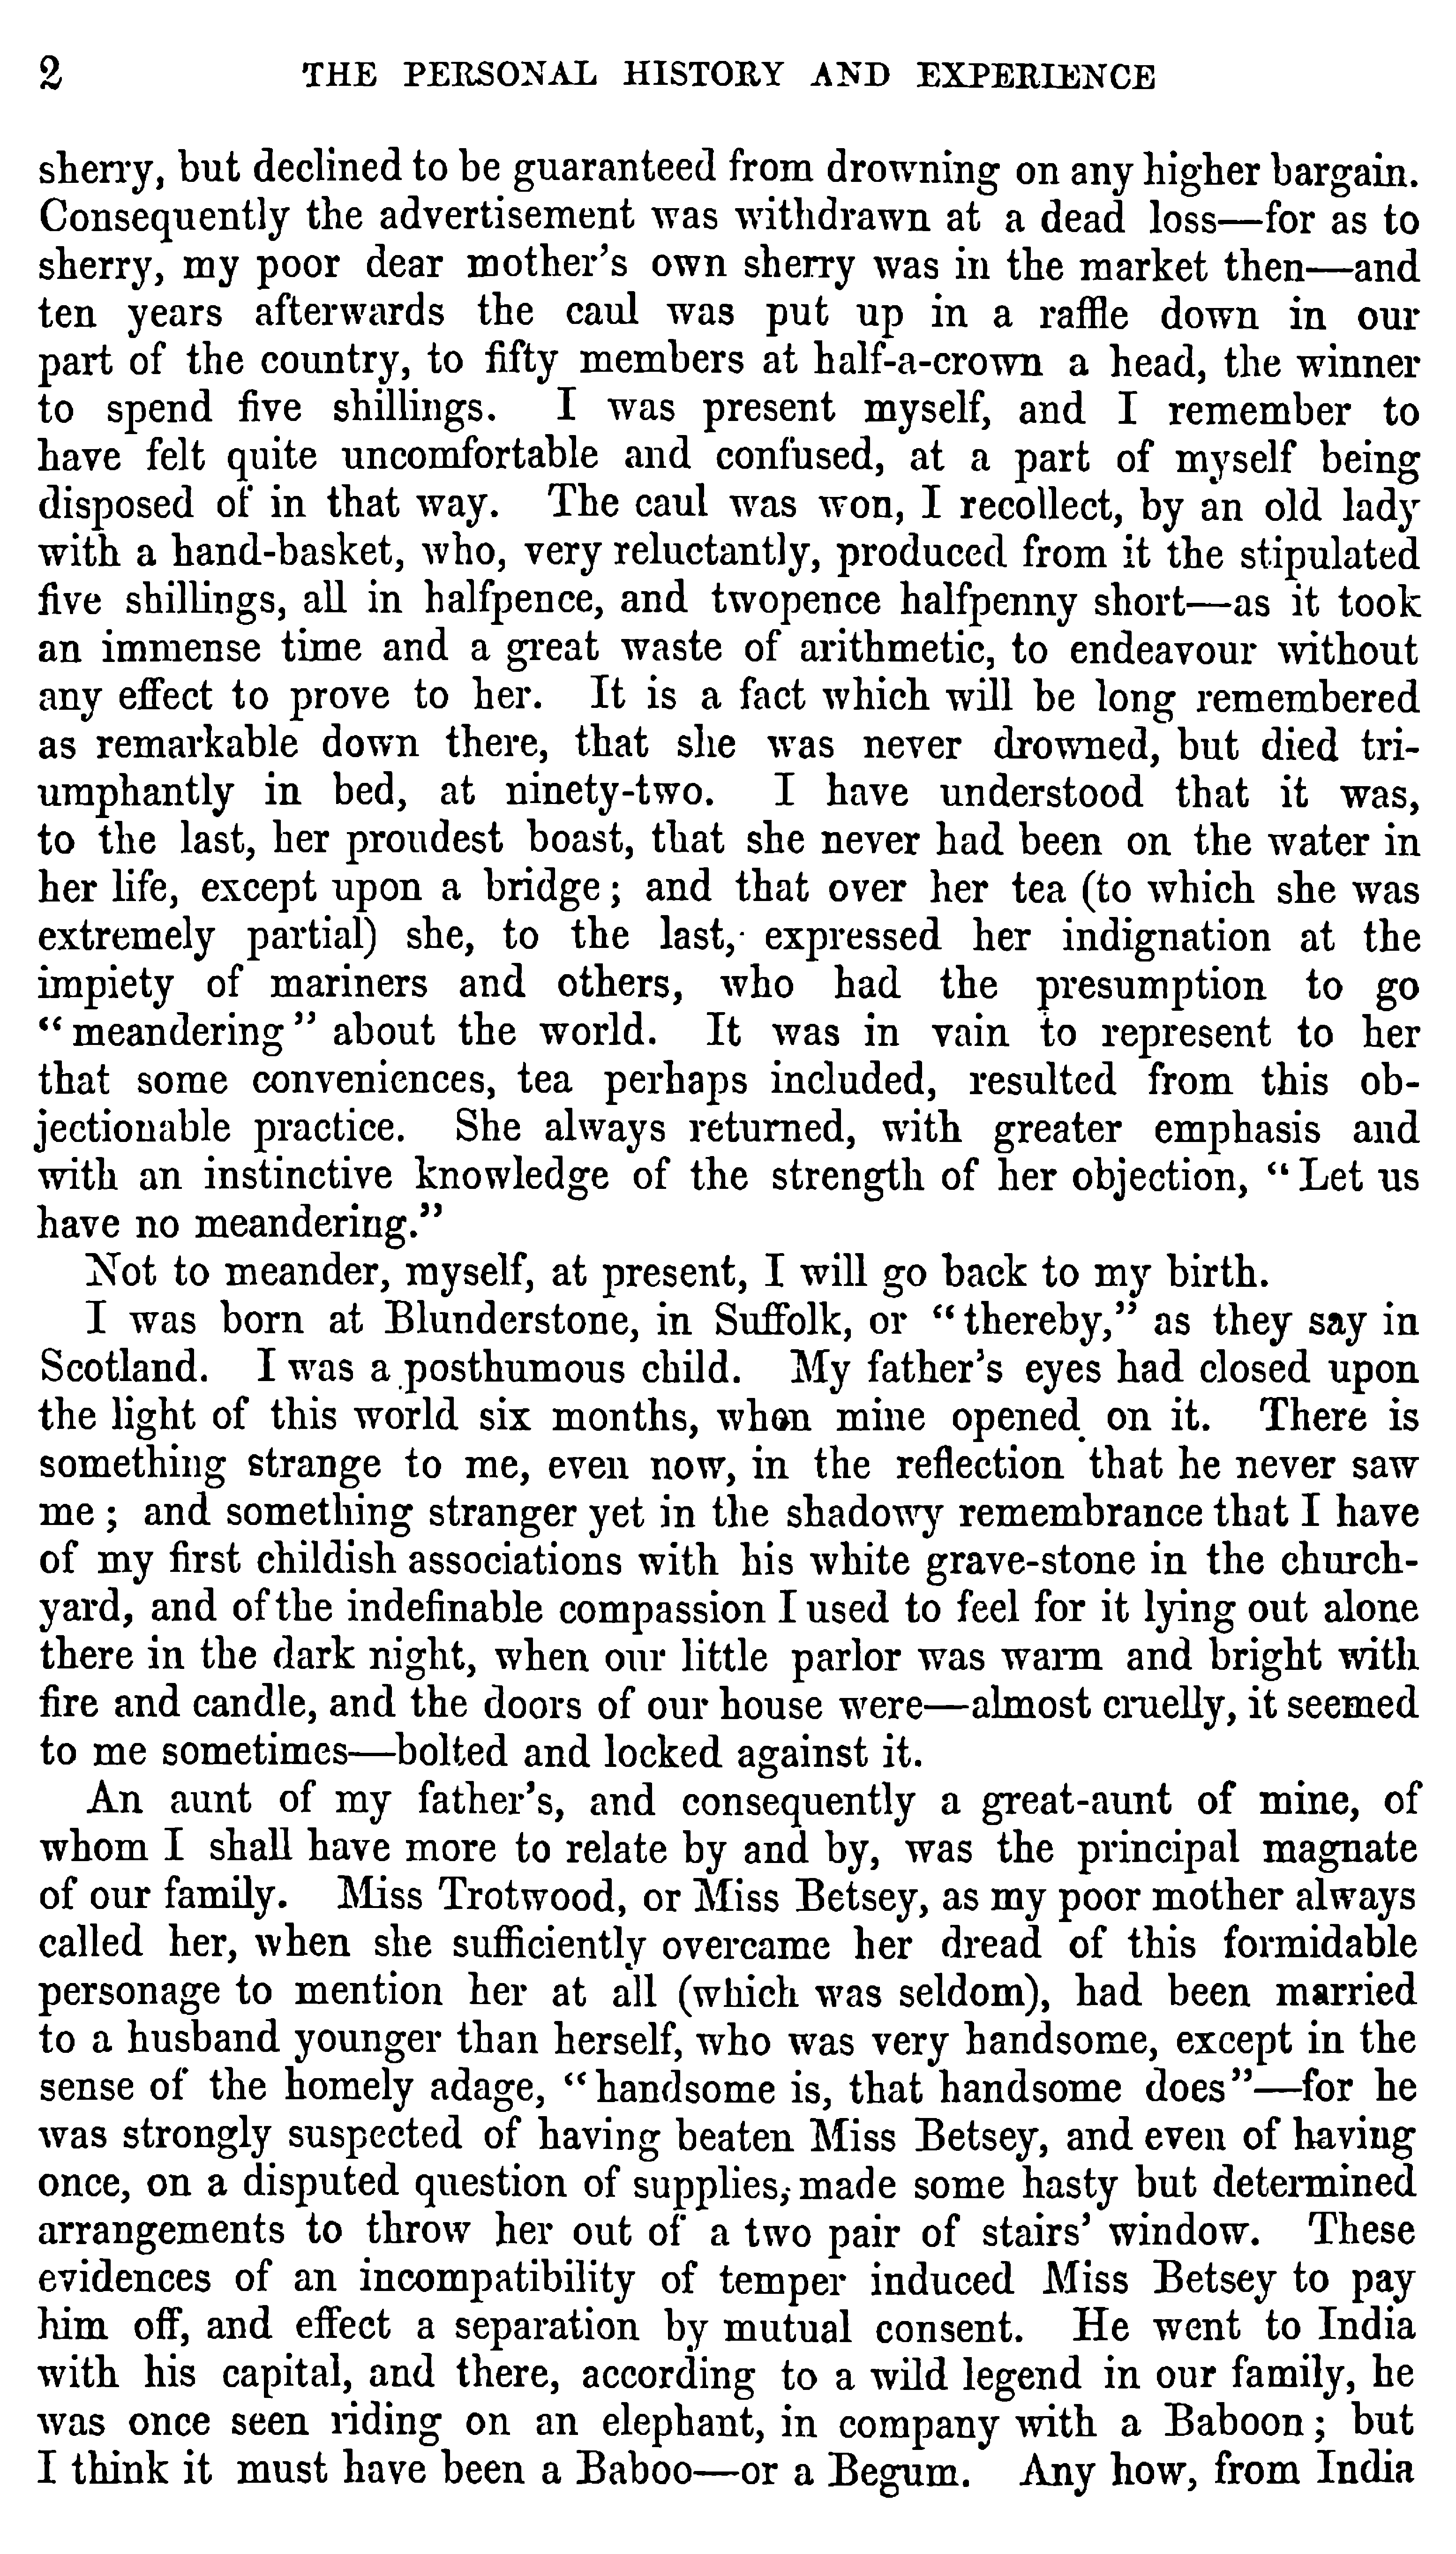 2 THE PERSONAL HISTORY AND EXPERIENCE
sherry, but declined to be guaranteed from drowning on any higher bargain.
Consequently the advertisement was withdrawn at a dead loss—for as to
sherry, my poor dear mother's own sherry was in the market then—and
ten years afterwards the caul was put up in a raffle down in our
part of the country, to fifty members at half-a-crown a head, the winner
to spend five shillings. I was present myself, and I remember to
have felt quite uncomfortable and confused, at a part of myself being
disposed of in that way. The caul was won, I recollect, by an old lady
with a hand-basket, who, very reluctantly, produced from it the stipulated
five shillings, all in halfpence, and twopence halfpenny short—as it took
an immense time and a great waste of arithmetic, to endeavour without
any effect to prove to her. It is a fact which will be long remembered
as remarkable down there, that she was never drowned, but died tri-
umphantly in bed, at ninety-two. I have understood that it was,
to the last, her proudest boast, that she never had been on the water in
her life, except upon a bridge; and that over her tea (to which she was
extremely partial) she, to the last, expressed her indignation at the
impiety of mariners and others, who had the presumption to go
"meandering" about the world. It was in vain to represent to her
that some conveniences, tea perhaps included, resulted from this ob-
jectionable practice. She always returned, with greater emphasis and
with an instinctive knowledge of the strength of her objection, "Let us
have no meandering."
Not to meander, myself, at present, I will go back to my birth.
I was born at Blunderstone, in Suffolk, or "thereby," as they say in
Scotland. I was a posthumous child. My father's eyes had closed upon
the light of this world six months, when mine opened on it. There is
something strange to me, even now, in the reflection that he never saw
me; and something stranger yet in the shadowy remembrance that I have
of my first childish associations with his white grave-stone in the church-
yard, and of the indefinable compassion I used to feel for it lying out alone
there in the dark night, when our little parlor was warm and bright with
fire and candle, and the doors of our house were—almost cruelly, it seemed
to me sometimes—bolted and locked against it.
An aunt of my father's, and consequently a great-aunt of mine, of
whom I shall have more to relate by and by, was the principal magnate
of our family. Miss Trotwood, or Miss Betsey, as my poor mother always
called her, when she sufficiently overcame her dread of this formidable
personage to mention her at all (which was seldom), had been married
to a husband younger than herself, who was very handsome, except in the
sense of the homely adage, "handsome is, that handsome does"—for he
was strongly suspected of having beaten Miss Betsey, and even of having
once, on a disputed question of supplies, made some hasty but determined
arrangements to throw her out of a two pair of stairs' window. These
evidences of an incompatibility of temper induced Miss Betsey to pay
him off, and effect a separation by mutual consent. He went to India
with his capital, and there, according to a wild legend in our family, he
was once seen riding on an elephant, in company with a Baboon; but
I think it must have been a Baboo—or a Begum. Any how, from India